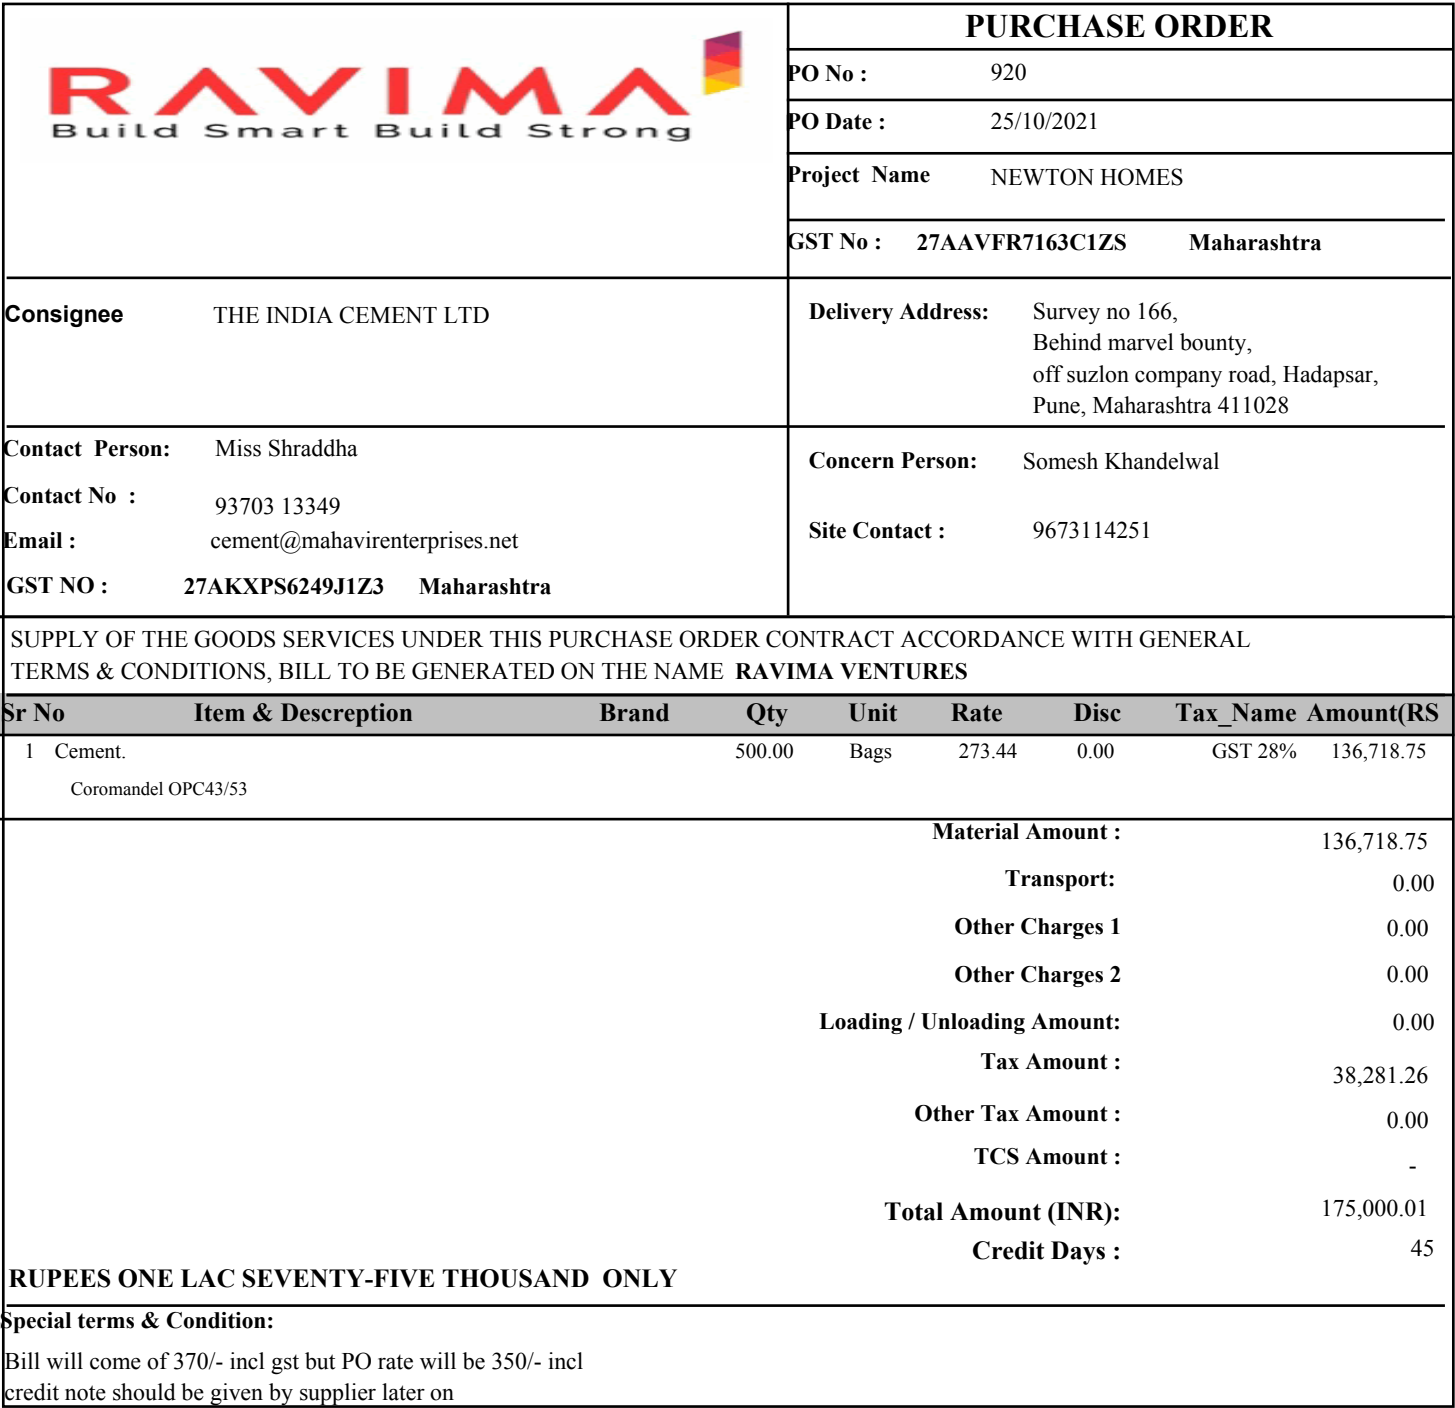 RAVIMA
Build Smart Build Strong
PURCHASE ORDER
PO No : 920
PO Date : 25/10/2021
Project Name NEWTON HOMES
GST No : 27AAVFR7163C1ZS Maharashtra
Consignee THE INDIA CEMENT LTD
Delivery Address: Survey no 166,
Behind marvel bounty,
off suzlon company road, Hadapsar,
Pune, Maharashtra 411028
Contact Person: Miss Shraddha
Contact No : 93703 13349
Email : cement@mahavirenterprises.net
GST NO : 27AKXPS6249J1Z3 Maharashtra
Concern Person: Somesh Khandelwal
Site Contact : 9673114251
SUPPLY OF THE GOODS SERVICES UNDER THIS PURCHASE ORDER CONTRACT ACCORDANCE WITH GENERAL
TERMS & CONDITIONS, BILL TO BE GENERATED ON THE NAME RAVIMA VENTURES
Sr No Item & Descreption Brand Qty Unit Rate Disc Tax_Name Amount(RS
1 Cement. 500.00 Bags 273.44 0.00 GST 28% 136,718.75
Coromandel OPC43/53
Material Amount : 136,718.75
Transport: 0.00
Other Charges 1 0.00
Other Charges 2 0.00
Loading / Unloading Amount: 0.00
Tax Amount : 38,281.26
Other Tax Amount : 0.00
TCS Amount : -
Total Amount (INR): 175,000.01
Credit Days : 45
RUPEES ONE LAC SEVENTY-FIVE THOUSAND ONLY
Special terms & Condition:
Bill will come of 370/- incl gst but PO rate will be 350/- incl
credit note should be given by supplier later on